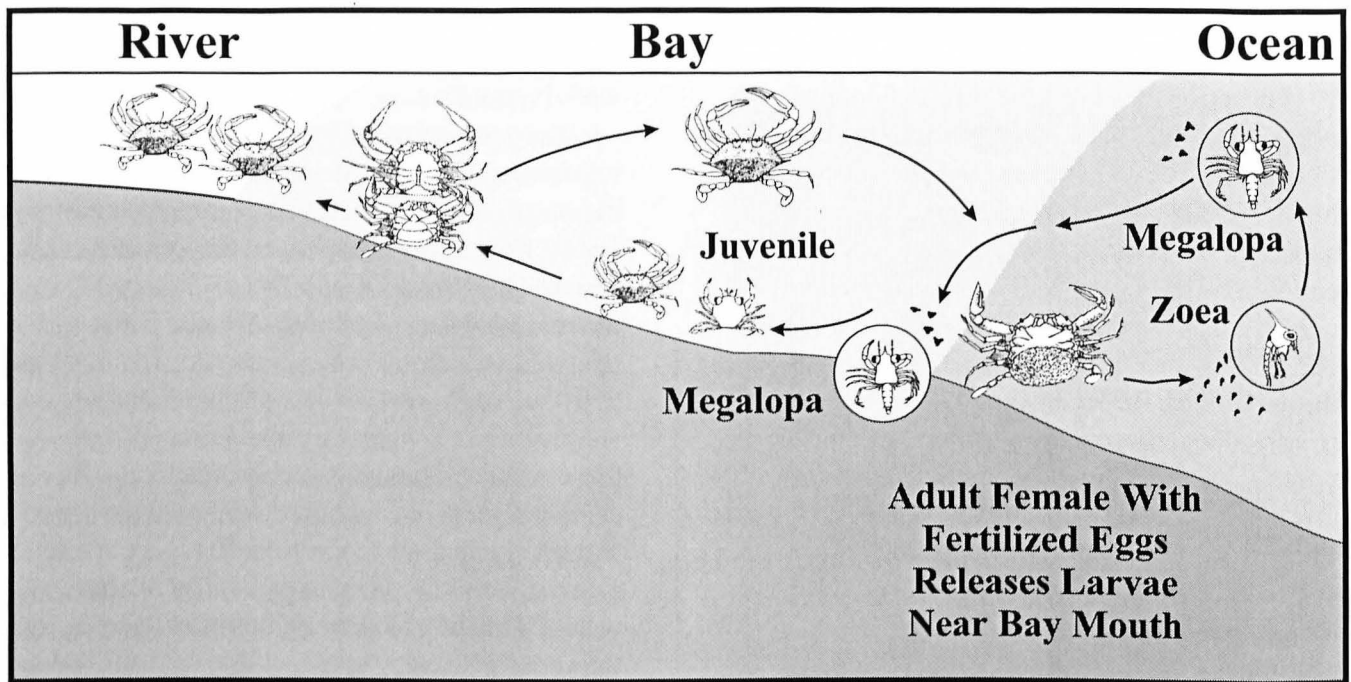 River
Bay
Ocean
Juvenile
Megalopa
Zoea
Megalopa
Adult Female With
Fertilized Eggs
Releases Larvae
Near Bay Mouth